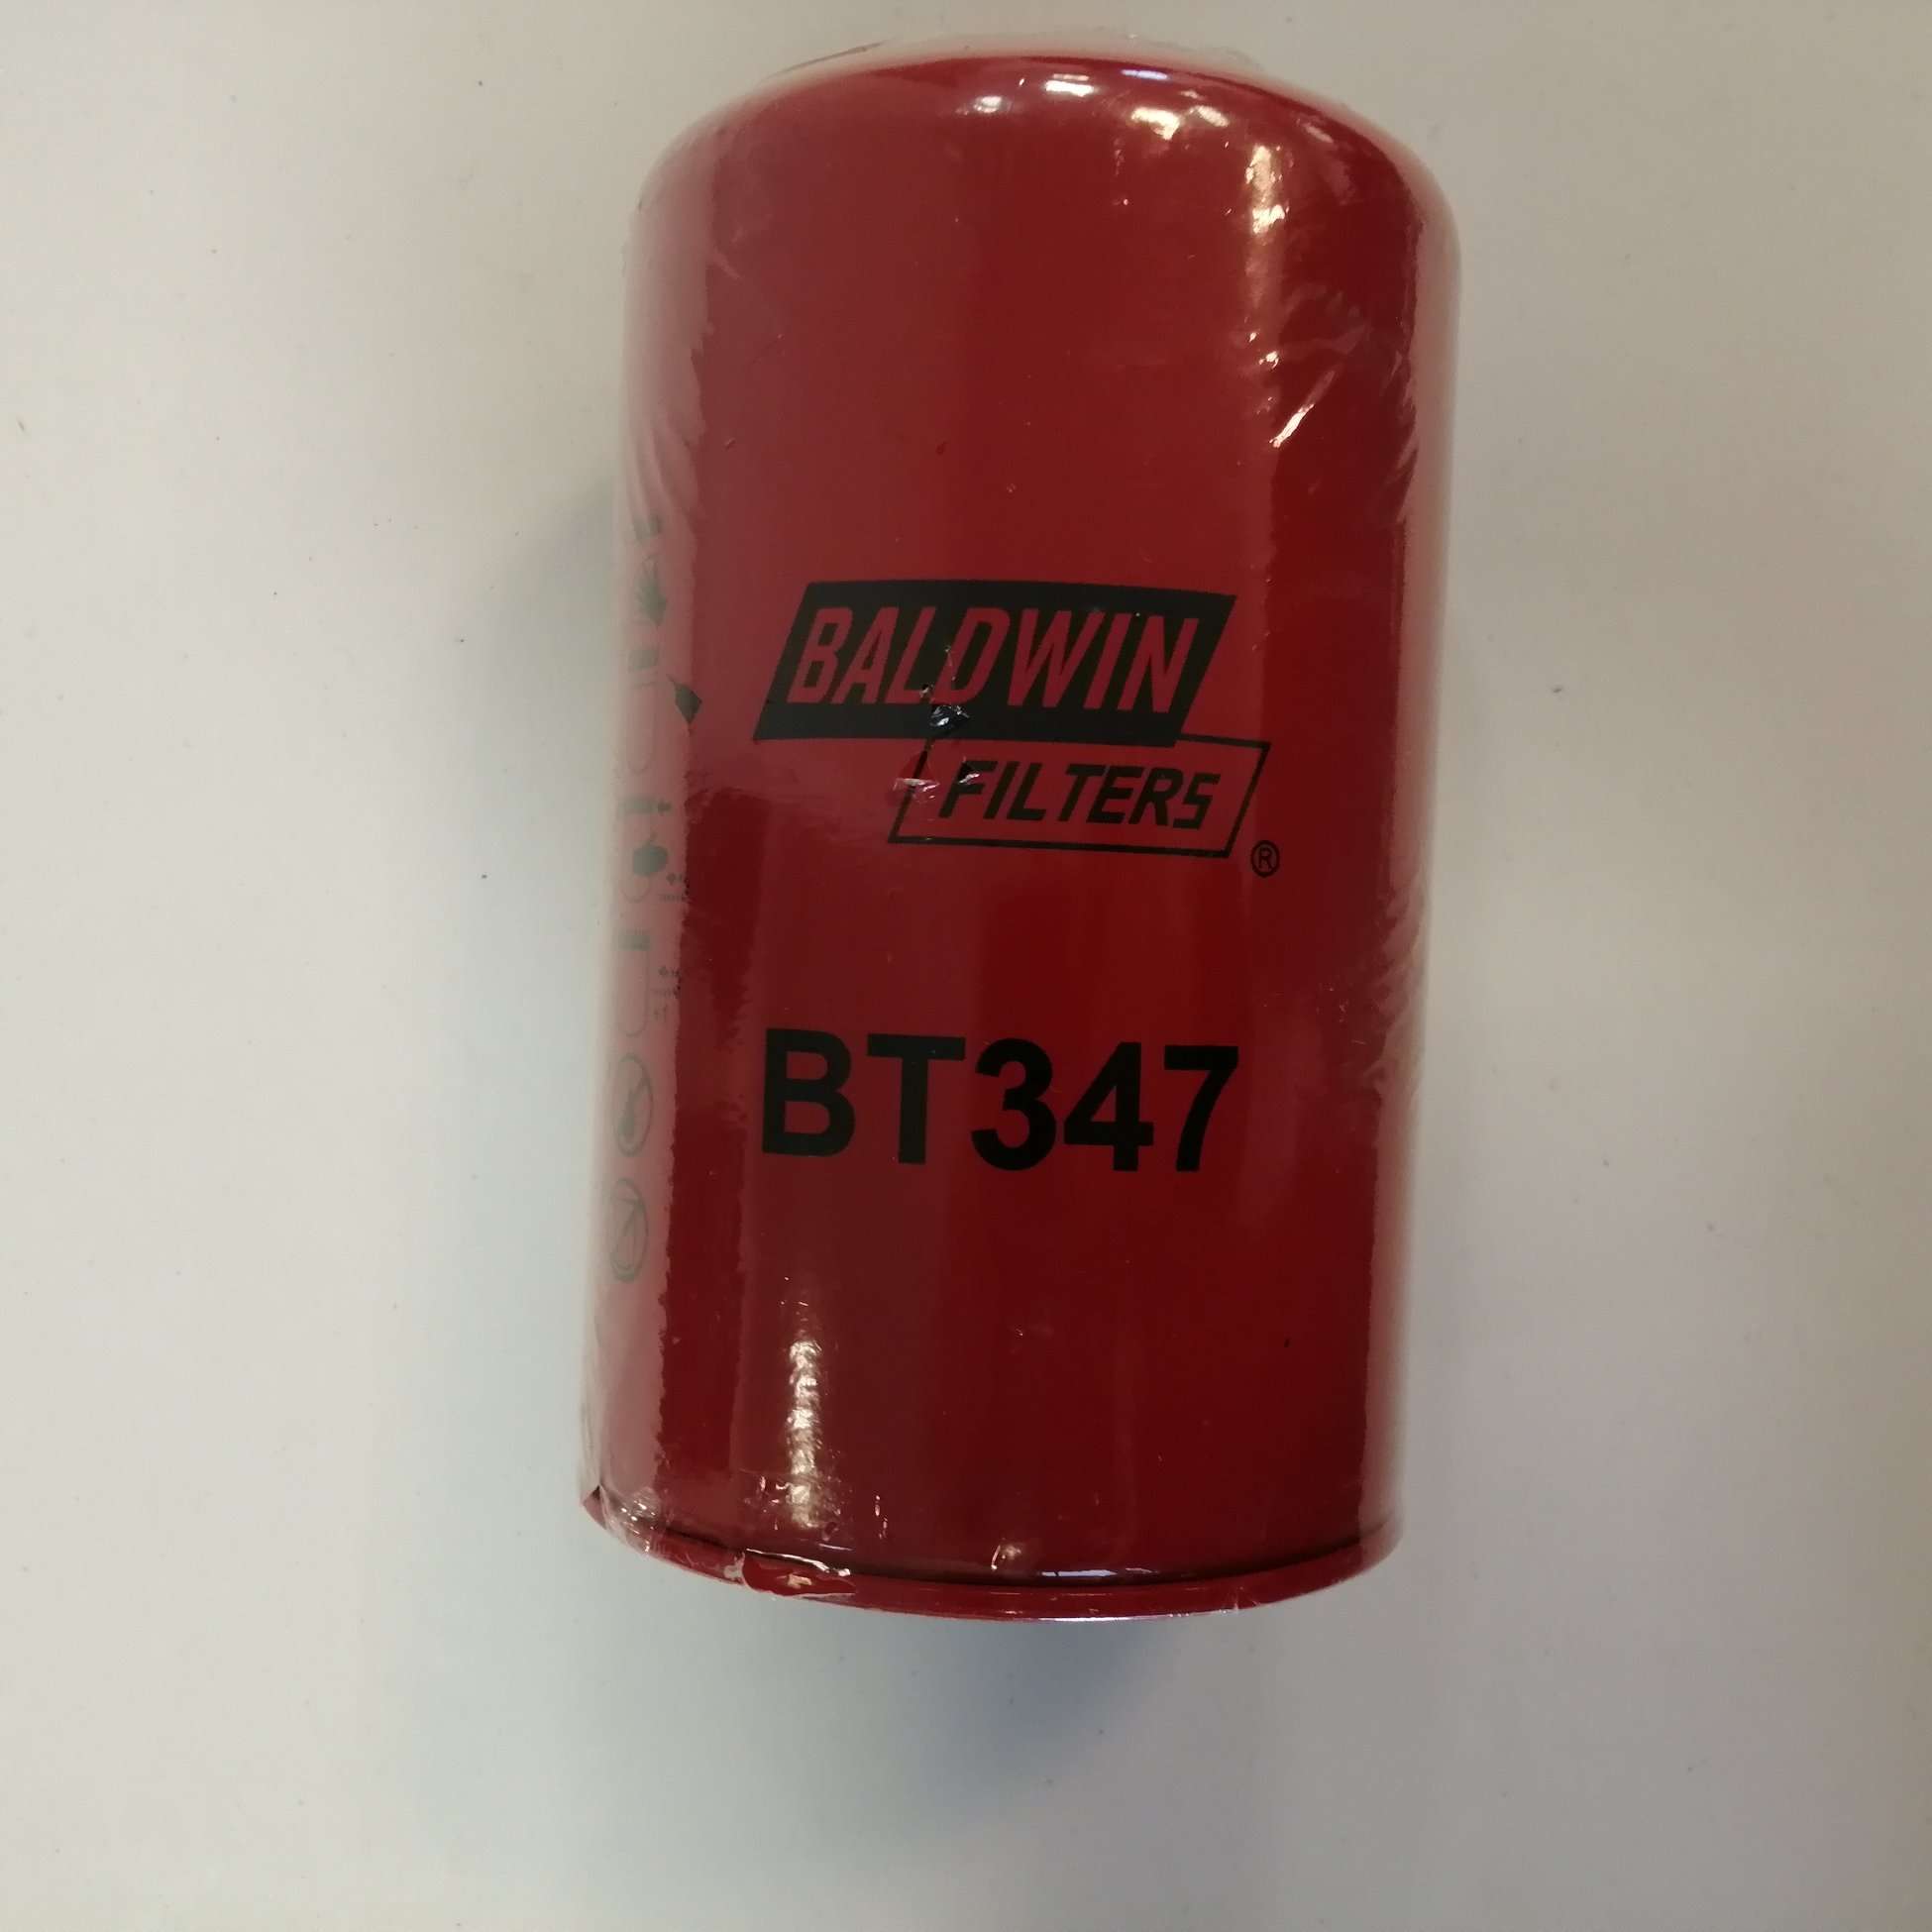 BALDWIN
FILTERS
®
BT347